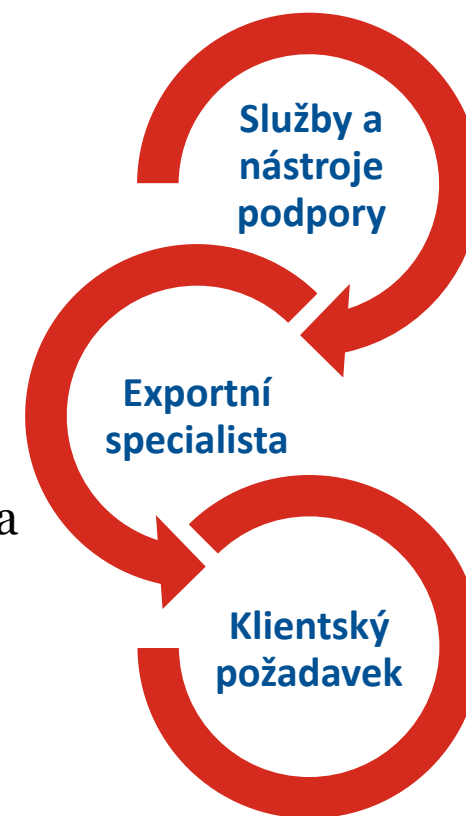 Služby a
nástroje
podpory
Exportní
specialista
a
Klientský
požadavek